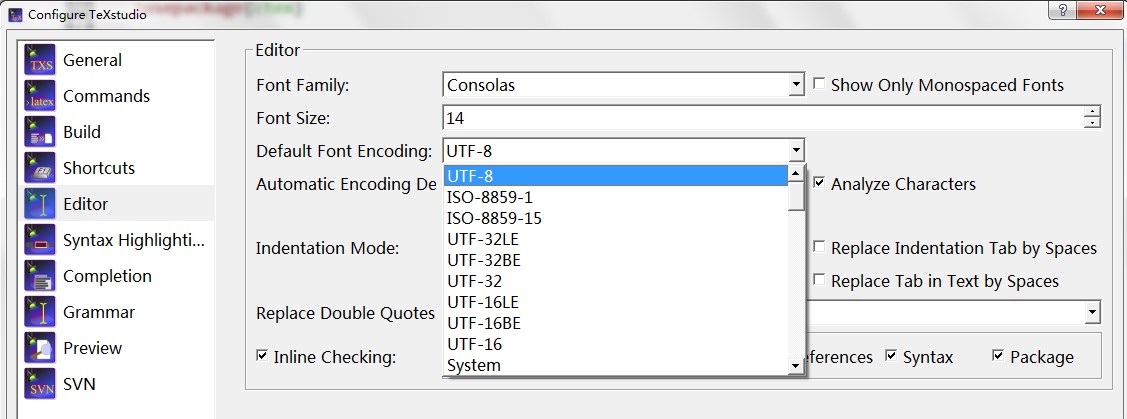 Configure TeXstudio
General
Commands
Build
Shortcuts
Editor
Syntax Highlighti...
Completion
Grammar
Preview
SVN
Editor
Font Family: Consolas Show Only Monospaced Fonts
Font Size: 14
Default Font Encoding: UTF-8
UTF-8
ISO-8859-1
ISO-8859-15
UTF-32LE
UTF-32BE
UTF-32
UTF-16LE
UTF-16BE
UTF-16
System
Automatic Encoding De Analyze Characters
Indentation Mode: Replace Indentation Tab by Spaces
Replace Tab in Text by Spaces
Replace Double Quotes
Inline Checking: eferences Syntax Package